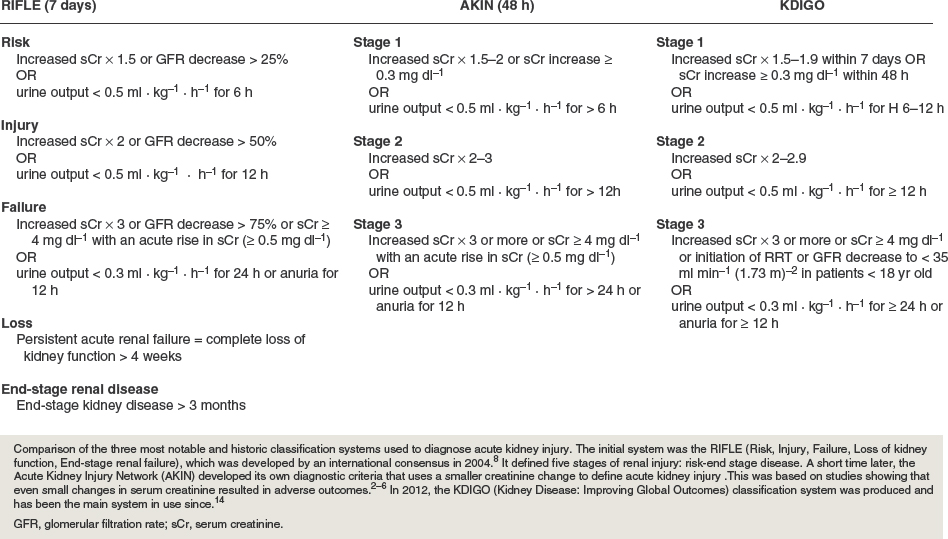 RIFLE (7 days)
AKIN (48 h)
KDIGO
Risk
Increased sCr × 1.5 or GFR decrease > 25%
OR
urine output < 0.5 ml · kg–1 · h–1 for 6 h
Injury
Increased sCr × 2 or GFR decrease > 50%
OR
urine output < 0.5 ml · kg–1 · h–1 for 12 h
Failure
Increased sCr × 3 or GFR decrease > 75% or sCr ≥
4 mg dl–1 with an acute rise in sCr (≥ 0.5 mg dl–1)
OR
urine output < 0.3 ml · kg–1 · h–1 for 24 h or anuria for
12 h
Loss
Persistent acute renal failure = complete loss of
kidney function > 4 weeks
End-stage renal disease
End-stage kidney disease > 3 months
Stage 1
Increased sCr × 1.5–2 or sCr increase ≥
0.3 mg dl–1
OR
urine output < 0.5 ml · kg–1 · h–1 for > 6 h
Stage 2
Increased sCr × 2–3
OR
urine output < 0.5 ml · kg–1 · h–1 for > 12h
Stage 3
Increased sCr × 3 or more or sCr ≥ 4 mg dl–1
with an acute rise in sCr (≥ 0.5 mg dl–1)
OR
urine output < 0.3 ml · kg–1 · h–1 for > 24 h or
anuria for 12 h
Stage 1
Increased sCr × 1.5–1.9 within 7 days OR
sCr increase ≥ 0.3 mg dl–1 within 48 h
OR
urine output < 0.5 ml · kg–1 · h–1 for H 6–12 h
Stage 2
Increased sCr × 2–2.9
OR
urine output < 0.5 ml · kg–1 · h–1 for ≥ 12 h
Stage 3
Increased sCr × 3 or more or sCr ≥ 4 mg dl–1
or initiation of RRT or GFR decrease to < 35
ml min–1 (1.73 m)–2 in patients < 18 yr old
OR
urine output < 0.3 ml · kg–1 · h–1 for ≥ 24 h or
anuria for ≥ 12 h
Comparison of the three most notable and historic classification systems used to diagnose acute kidney injury. The initial system was the RIFLE (Risk, Injury, Failure, Loss of kidney
function, End-stage renal failure), which was developed by an international consensus in 2004.8 It defined five stages of renal injury: risk-end stage disease. A short time later, the
Acute Kidney Injury Network (AKIN) developed its own diagnostic criteria that uses a smaller creatinine change to define acute kidney injury .This was based on studies showing that
even small changes in serum creatinine resulted in adverse outcomes.2–6 In 2012, the KDIGO (Kidney Disease: Improving Global Outcomes) classification system was produced and
has been the main system in use since.14
GFR, glomerular filtration rate; sCr, serum creatinine.